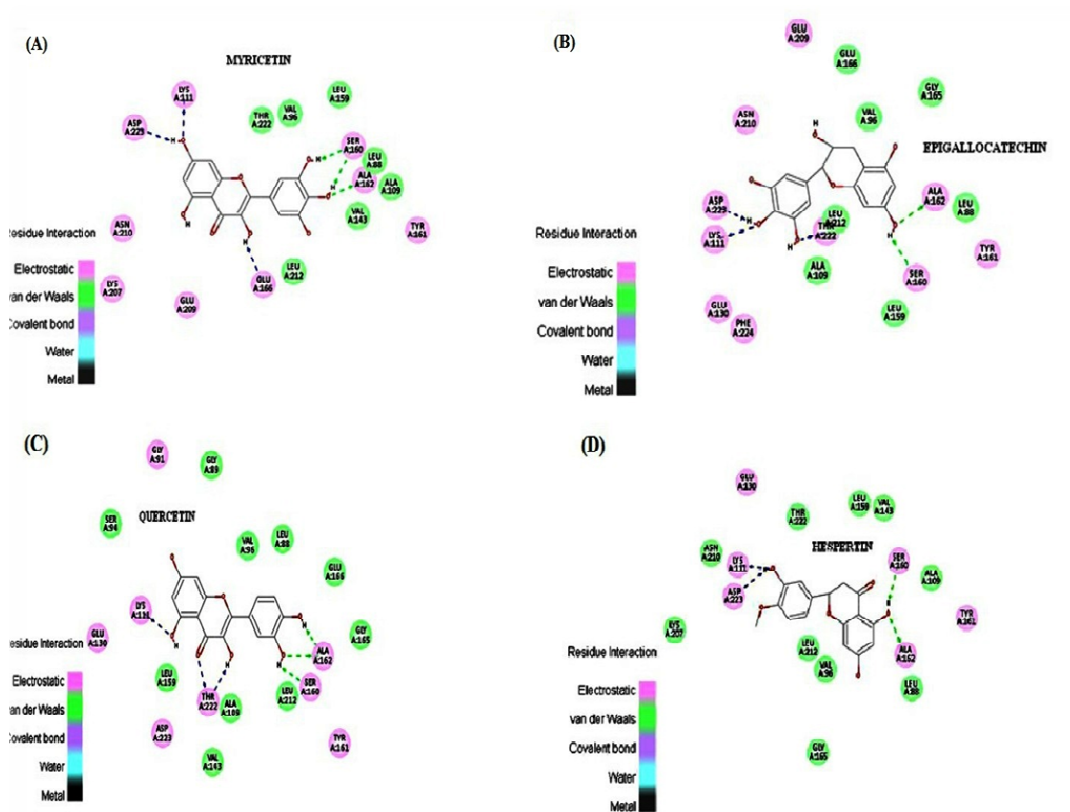 (A)
MYRICETIN
LYS
A:111
ASP
A:223
THR
A:222
VAL
A:96
LEU
A:159
SER
A:160
LEU
A:88
ALA
A:162
ALA
A:109
VAL
A:143
TYR
A:161
ASN
A:210
LYS
A:207
GLU
A:209
GLU
A:166
LEU
A:212
H
H
H
H
H
Residue Interaction
Electrostatic
van der Waals
Covalent bond
Water
Metal
(B)
GLU
A:209
GLU
A:166
GLY
A:165
ASN
A:210
VAL
A:96
EPIGALLOCATECHIN
ASP
A:223
LYS
A:111
LEU
A:212
THR
A:222
ALA
A:109
ALA
A:162
LEU
A:88
TYR
A:161
SER
A:160
LEU
A:159
GLU
A:130
PHE
A:224
H
H
H
H
Residue Interaction
Electrostatic
van der Waals
Covalent bond
Water
Metal
(C)
GLY
A:91
GLY
A:89
SER
A:94
QUERCETIN
VAL
A:96
LEU
A:88
GLU
A:166
LYS
A:111
GLU
A:130
GLY
A:165
ALA
A:162
SER
A:160
LEU
A:159
THR
A:222
ALA
A:109
LEU
A:212
ASP
A:223
VAL
A:143
TYR
A:161
H
H
H
H
Residue Interaction
Electrostatic
van der Waals
Covalent bond
Water
Metal
(D)
GLU
A:130
THR
A:222
LEU
A:159
VAL
A:143
HESPERTIN
ASN
A:210
LYS
A:111
ASP
A:223
SER
A:160
ALA
A:109
TYR
A:161
LYS
A:207
LEU
A:212
VAL
A:96
ALA
A:162
LEU
A:88
GLY
A:165
H
Residue Interaction
Electrostatic
van der Waals
Covalent bond
Water
Metal